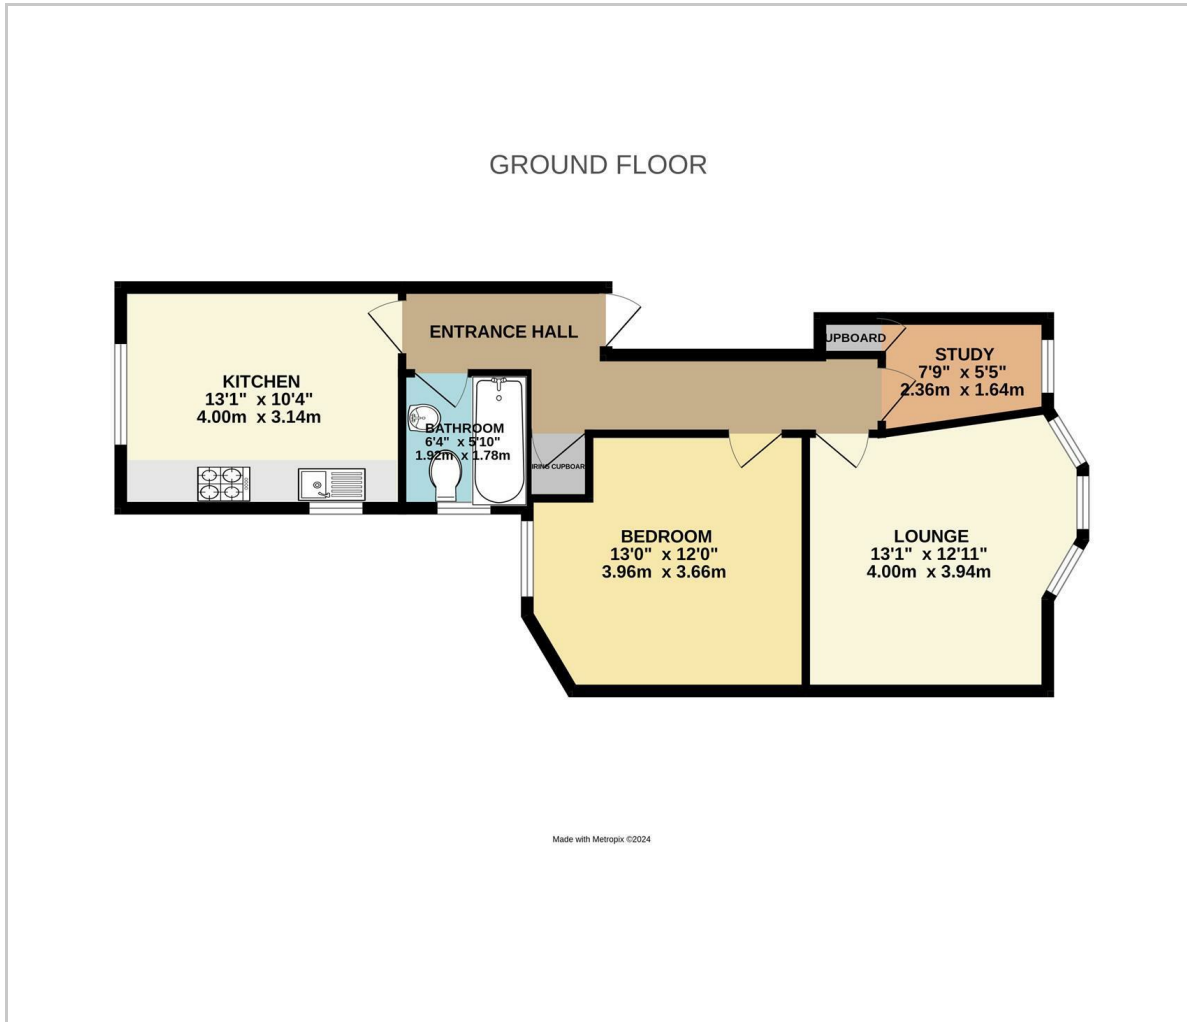 GROUND FLOOR
ENTRANCE HALL
UPBOARD
STUDY
7'9" x 5'5"
2.36m x 1.64m
KITCHEN
13'1" x 10'4"
4.00m x 3.14m
BATHROOM
6'4" x 5'10"
1.92m x 1.78m
IRING CUPBOAR
BEDROOM
13'0" x 12'0"
3.96m x 3.66m
LOUNGE
13'1" x 12'11"
4.00m x 3.94m
Made with Metropix ©2024